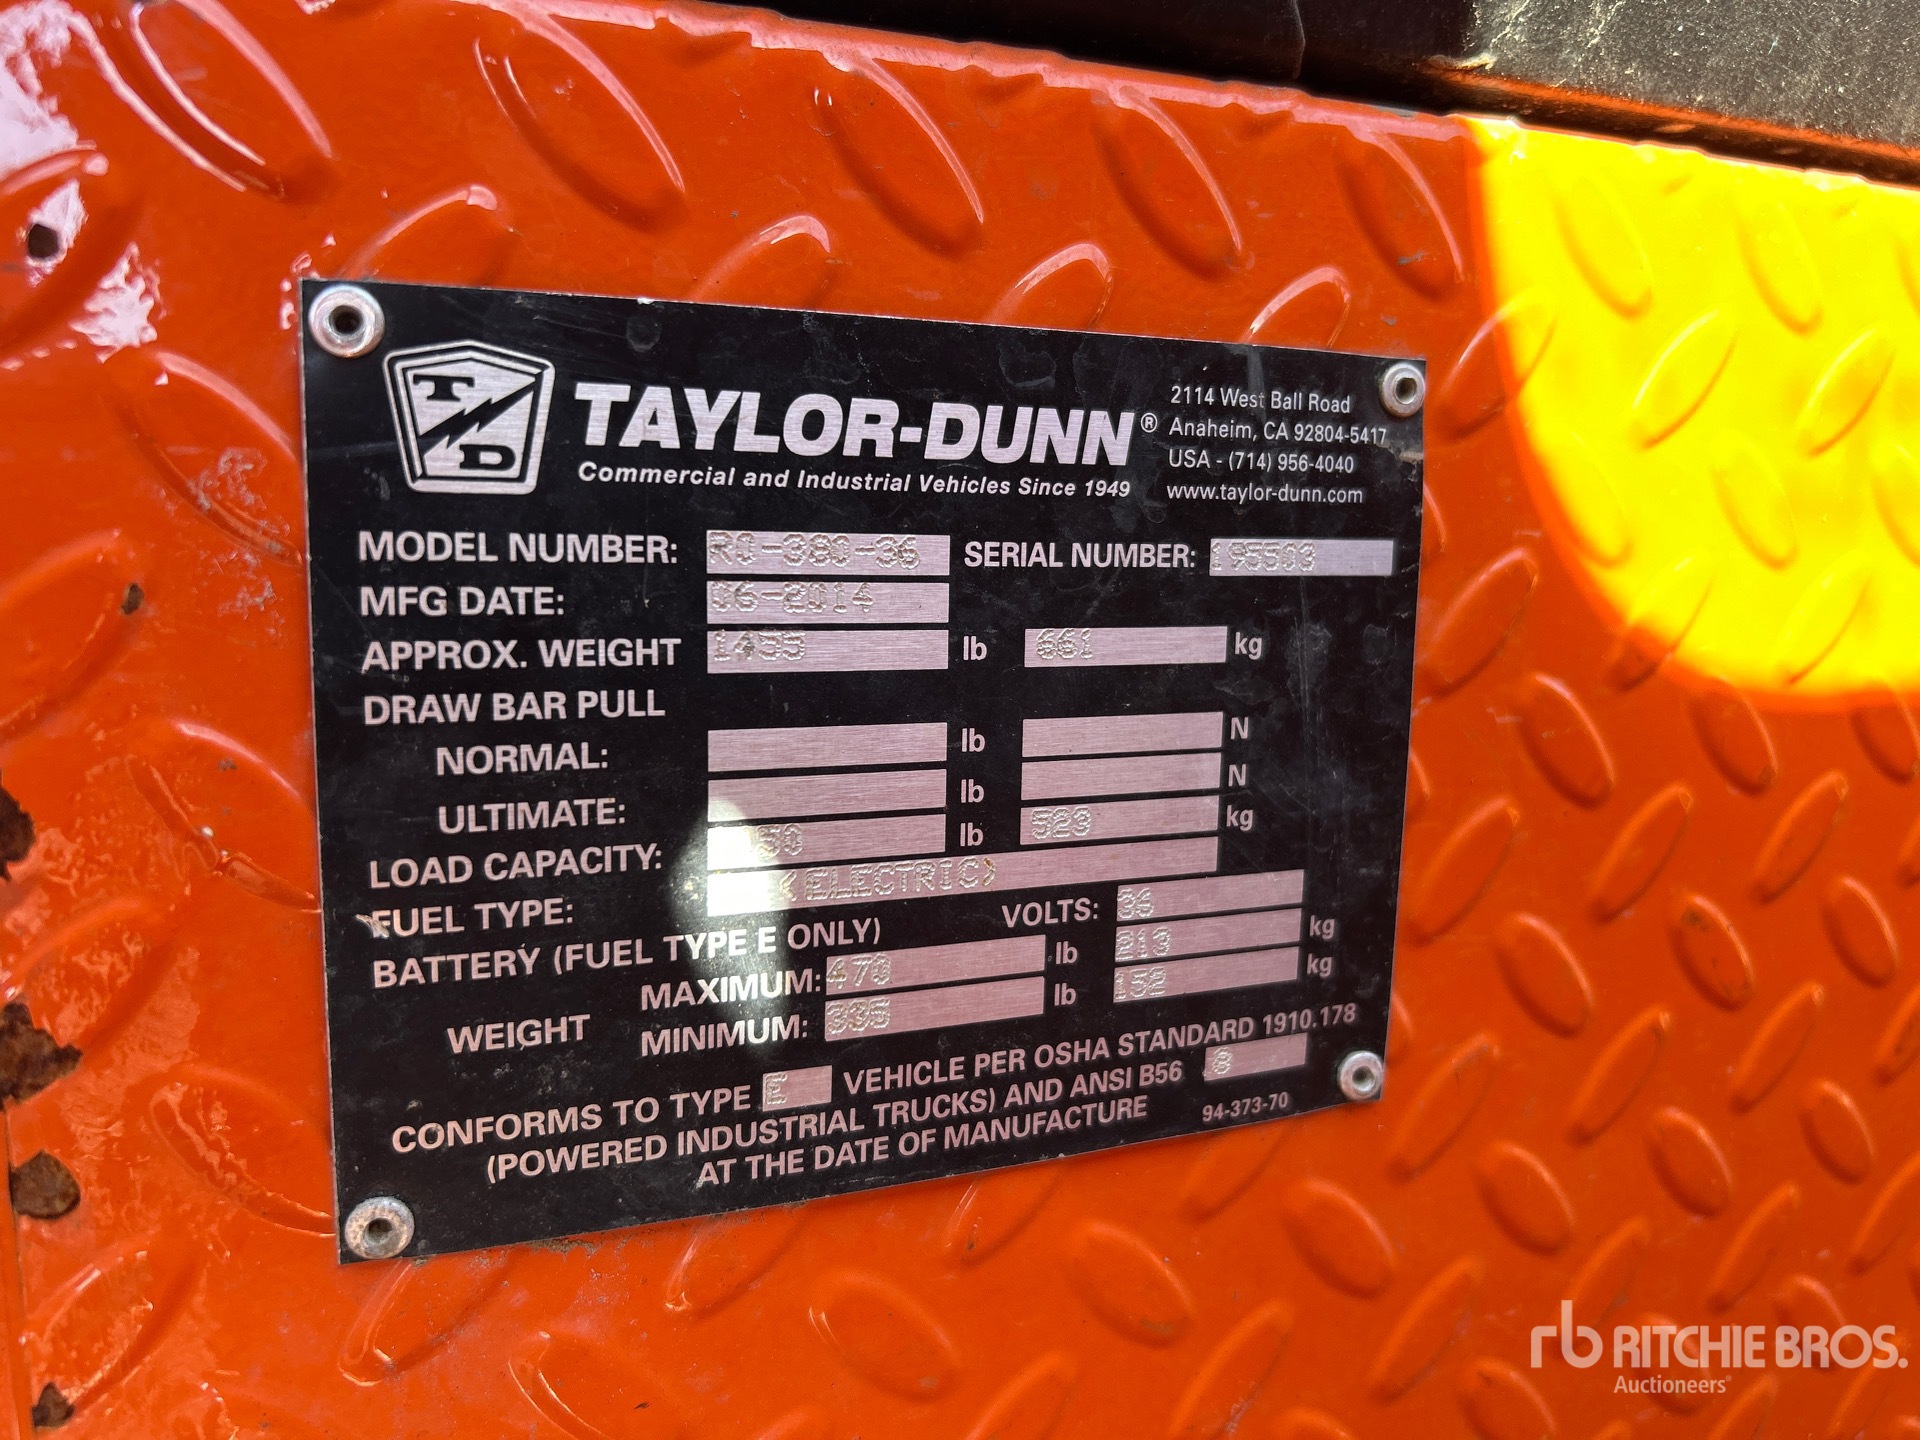 T D
TAYLOR-DUNN®
Commercial and Industrial Vehicles Since 1949
2114 West Ball Road
Anaheim, CA 92804-5417
USA - (714) 956-4040
www.taylor-dunn.com
MODEL NUMBER: R0-380-36 SERIAL NUMBER: 195503
MFG DATE: 06-2014
APPROX. WEIGHT 1455 lb 661 kg
DRAW BAR PULL
NORMAL: lb N
ULTIMATE: lb N
LOAD CAPACITY: lb 523 kg
FUEL TYPE: (ELECTRIC)
BATTERY (FUEL TYPE E ONLY) VOLTS: 36
WEIGHT MAXIMUM: 470 lb 213 kg
MINIMUM: 335 lb 152 kg
CONFORMS TO TYPE E VEHICLE PER OSHA STANDARD 1910.178
(POWERED INDUSTRIAL TRUCKS) AND ANSI B56 .8
AT THE DATE OF MANUFACTURE 94-373-70
rb RITCHIE BROS.
Auctioneers